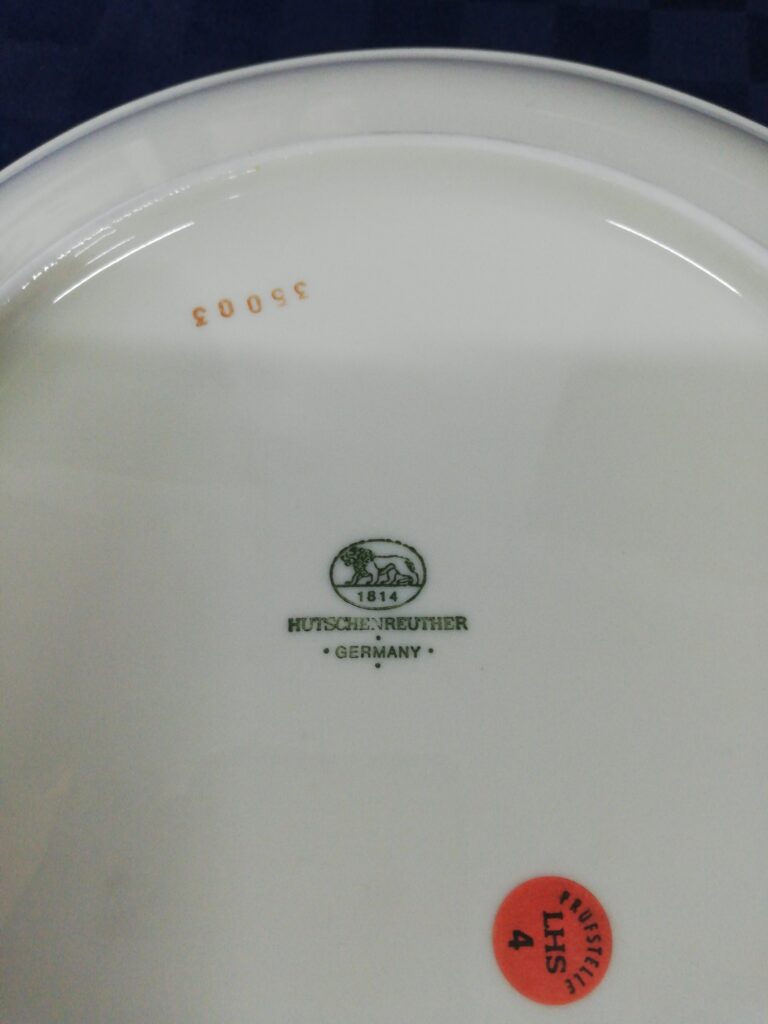 35003
1814
HUTSCHENREUTHER
· GERMANY ·
PRÜFSTELLE
LHS
4